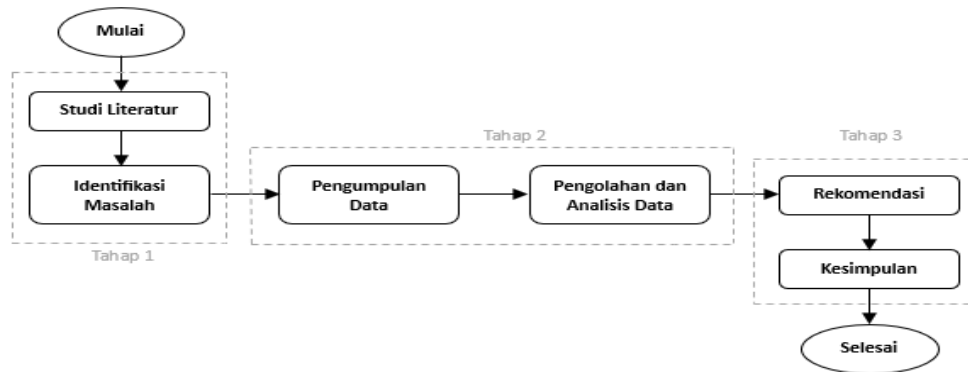 Mulai
Studi Literatur
Identifikasi
Masalah
Tahap 1
Tahap 2
Pengumpulan
Data
Pengolahan dan
Analisis Data
Tahap 3
Rekomendasi
Kesimpulan
Selesai